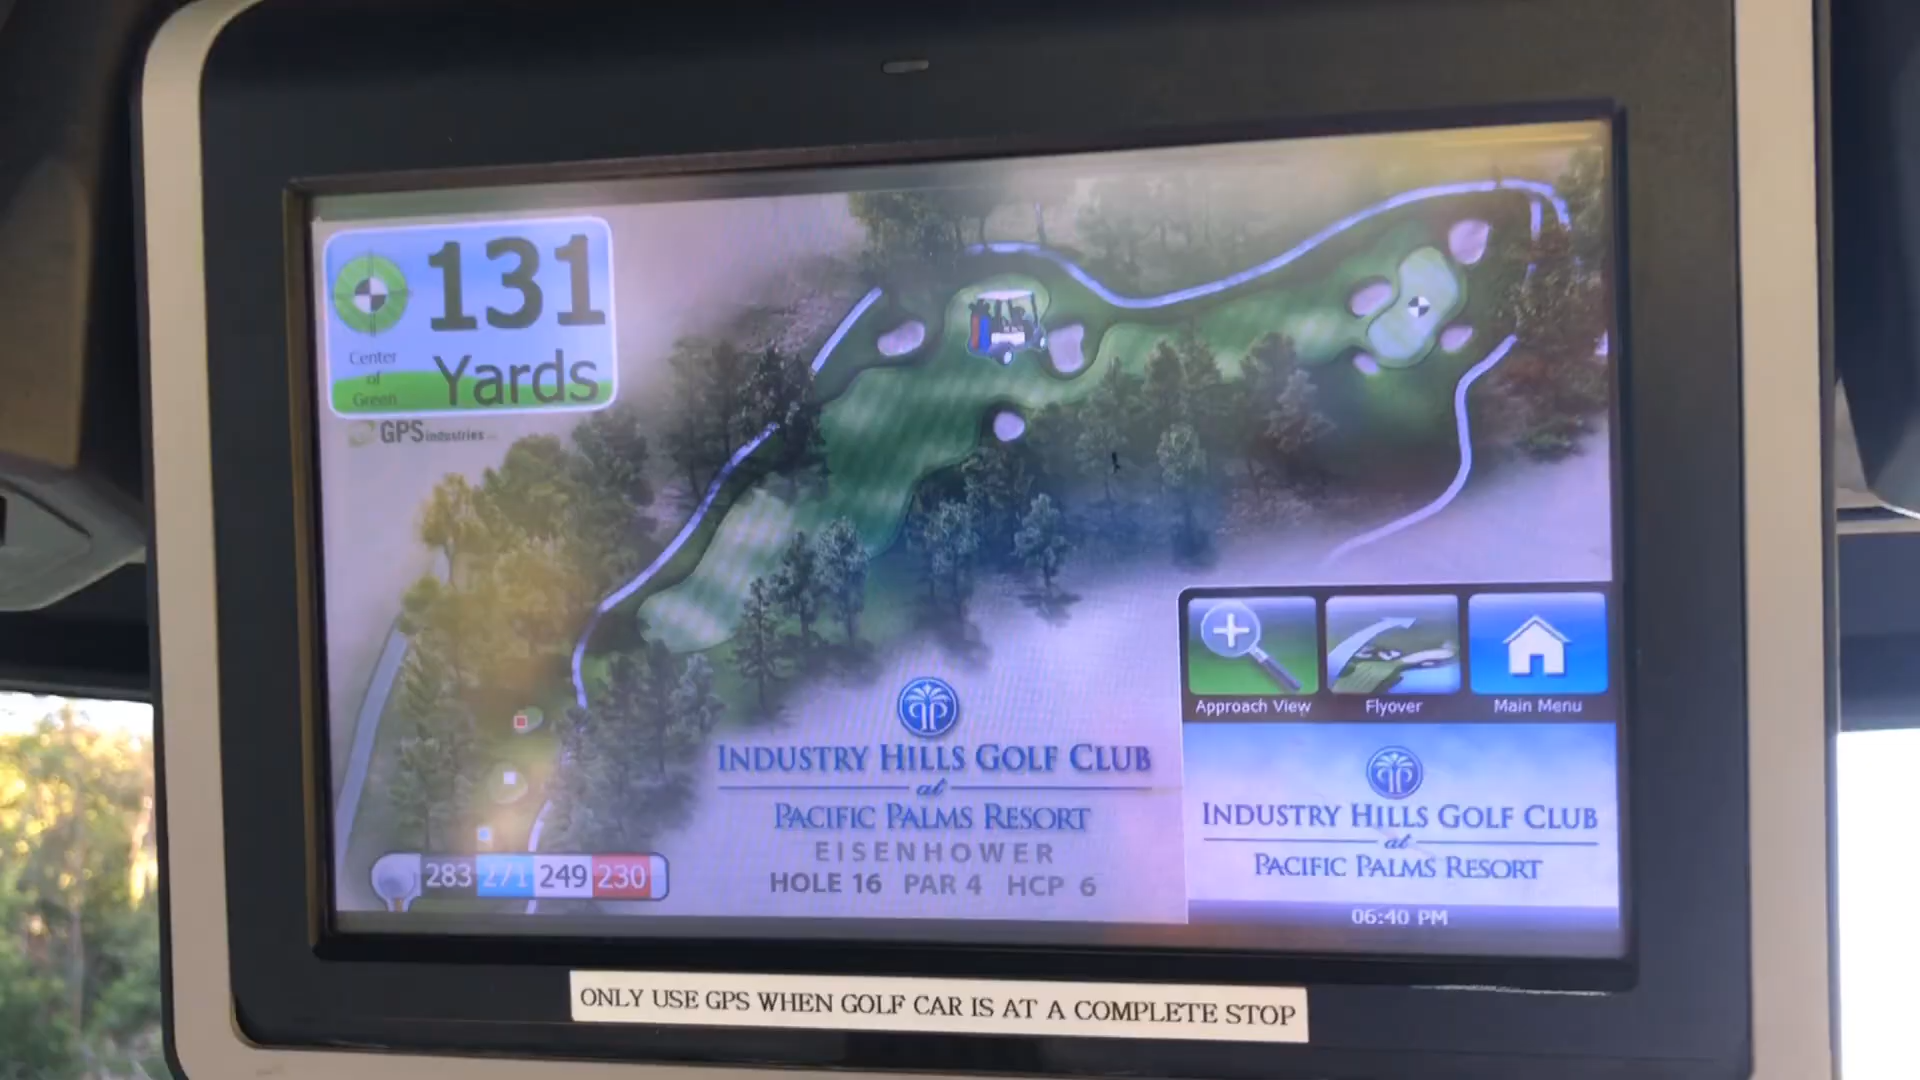 131
Yards
Center
of
Green
GPS industries
INDUSTRY HILLS GOLF CLUB
at
PACIFIC PALMS RESORT
EISENHOWER
HOLE 16 PAR 4 HCP 6
283 271 249 230
Approach View Flyover Main Menu
INDUSTRY HILLS GOLF CLUB
at
PACIFIC PALMS RESORT
06:40 PM
ONLY USE GPS WHEN GOLF CAR IS AT A COMPLETE STOP